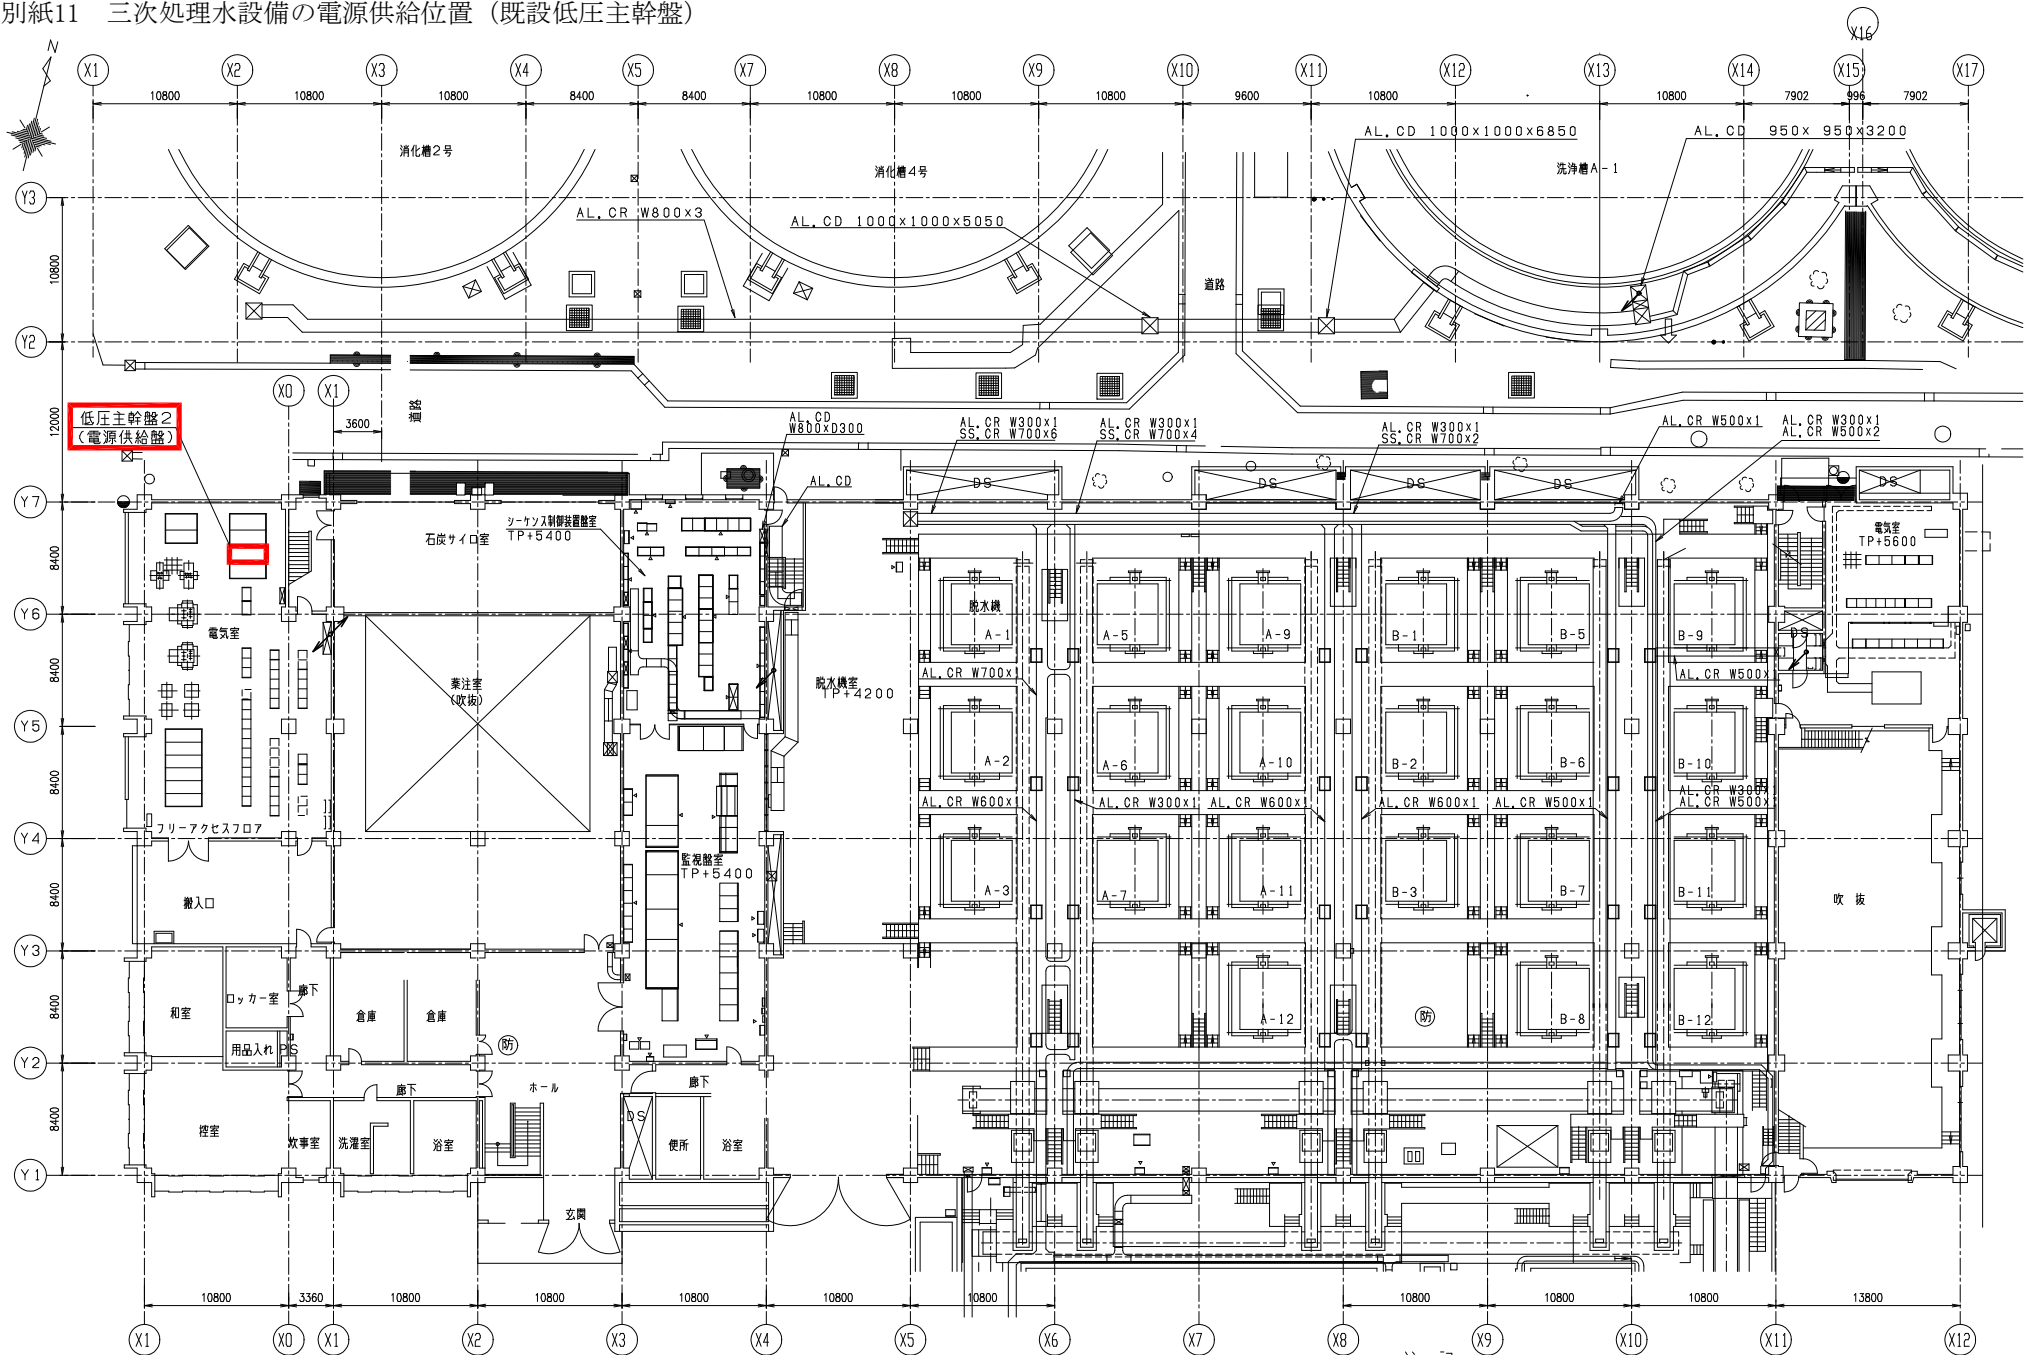 別紙11 三次処理水設備の電源供給位置（既設低圧主幹盤）
N
X1 X2 X3 X4 X5 X7 X8 X9 X10 X11 X12 X13 X14 X15 X16 X17
10800 10800 10800 8400 8400 10800 10800 10800 9600 10800 10800 7902 996 7902
消化槽2号
消化槽4号
洗浄槽A-1
AL.CD 1000×1000×6850
AL.CD 950× 950×3200
Y3
AL.CR W800×3
AL.CD 1000×1000×5050
10800
道路
Y2
12000
X0 X1
3600
道路
低圧主幹盤2
(電源供給盤)
AL.CD
W800×D300
AL.CR W300×1
SS.CR W700×6
AL.CR W300×1
SS.CR W700×4
AL.CR W300×1
SS.CR W700×2
AL.CR W500×1
AL.CR W300×1
AL.CR W500×2
AL.CD
DS DS DS DS DS
Y7
シーケンス制御装置盤室
TP+5400
石炭サイロ室
電気室
TP+5600
8400
脱水機
Y6
電気室
A-1 A-5 A-9 B-1 B-5 B-9
DS
8400
薬注室
(吹抜)
脱水機室
TP+4200
AL.CR W700×1
AL.CR W500×1
Y5
A-2 A-6 A-10 B-2 B-6 B-10
8400
AL.CR W600×1 AL.CR W300×1 AL.CR W600×1 AL.CR W600×1 AL.CR W500×1
AL.CR W300×1
AL.CR W500×1
フリーアクセスフロア
Y4
監視盤室
TP+5400
A-3 A-7 A-11 B-3 B-7 B-11
8400
搬入口
吹抜
Y3
和室
ロッカー室
廊下
倉庫
倉庫
防
防
A-12 B-8 B-12
8400
用品入れ
PS
Y2
廊下
ホール
廊下
DS
8400
控室
炊事室
洗濯室
浴室
便所
浴室
Y1
玄関
10800 3360 10800 10800 10800 10800 10800 10800 10800 10800 13800
X1 X0 X1 X2 X3 X4 X5 X6 X7 X8 X9 X10 X11 X12